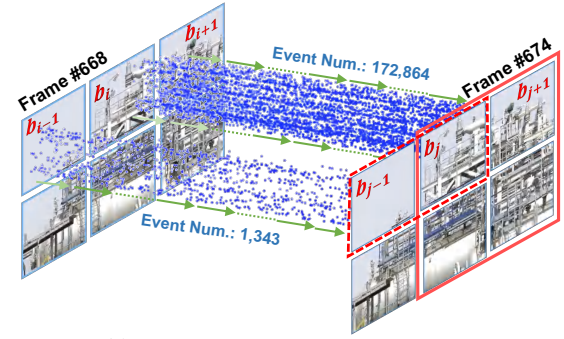 Frame #668
b_{i-1}
b_i
b_{i+1}
Event Num.: 172,864
Event Num.: 1,343
Frame #674
b_{j-1}
b_j
b_{j+1}